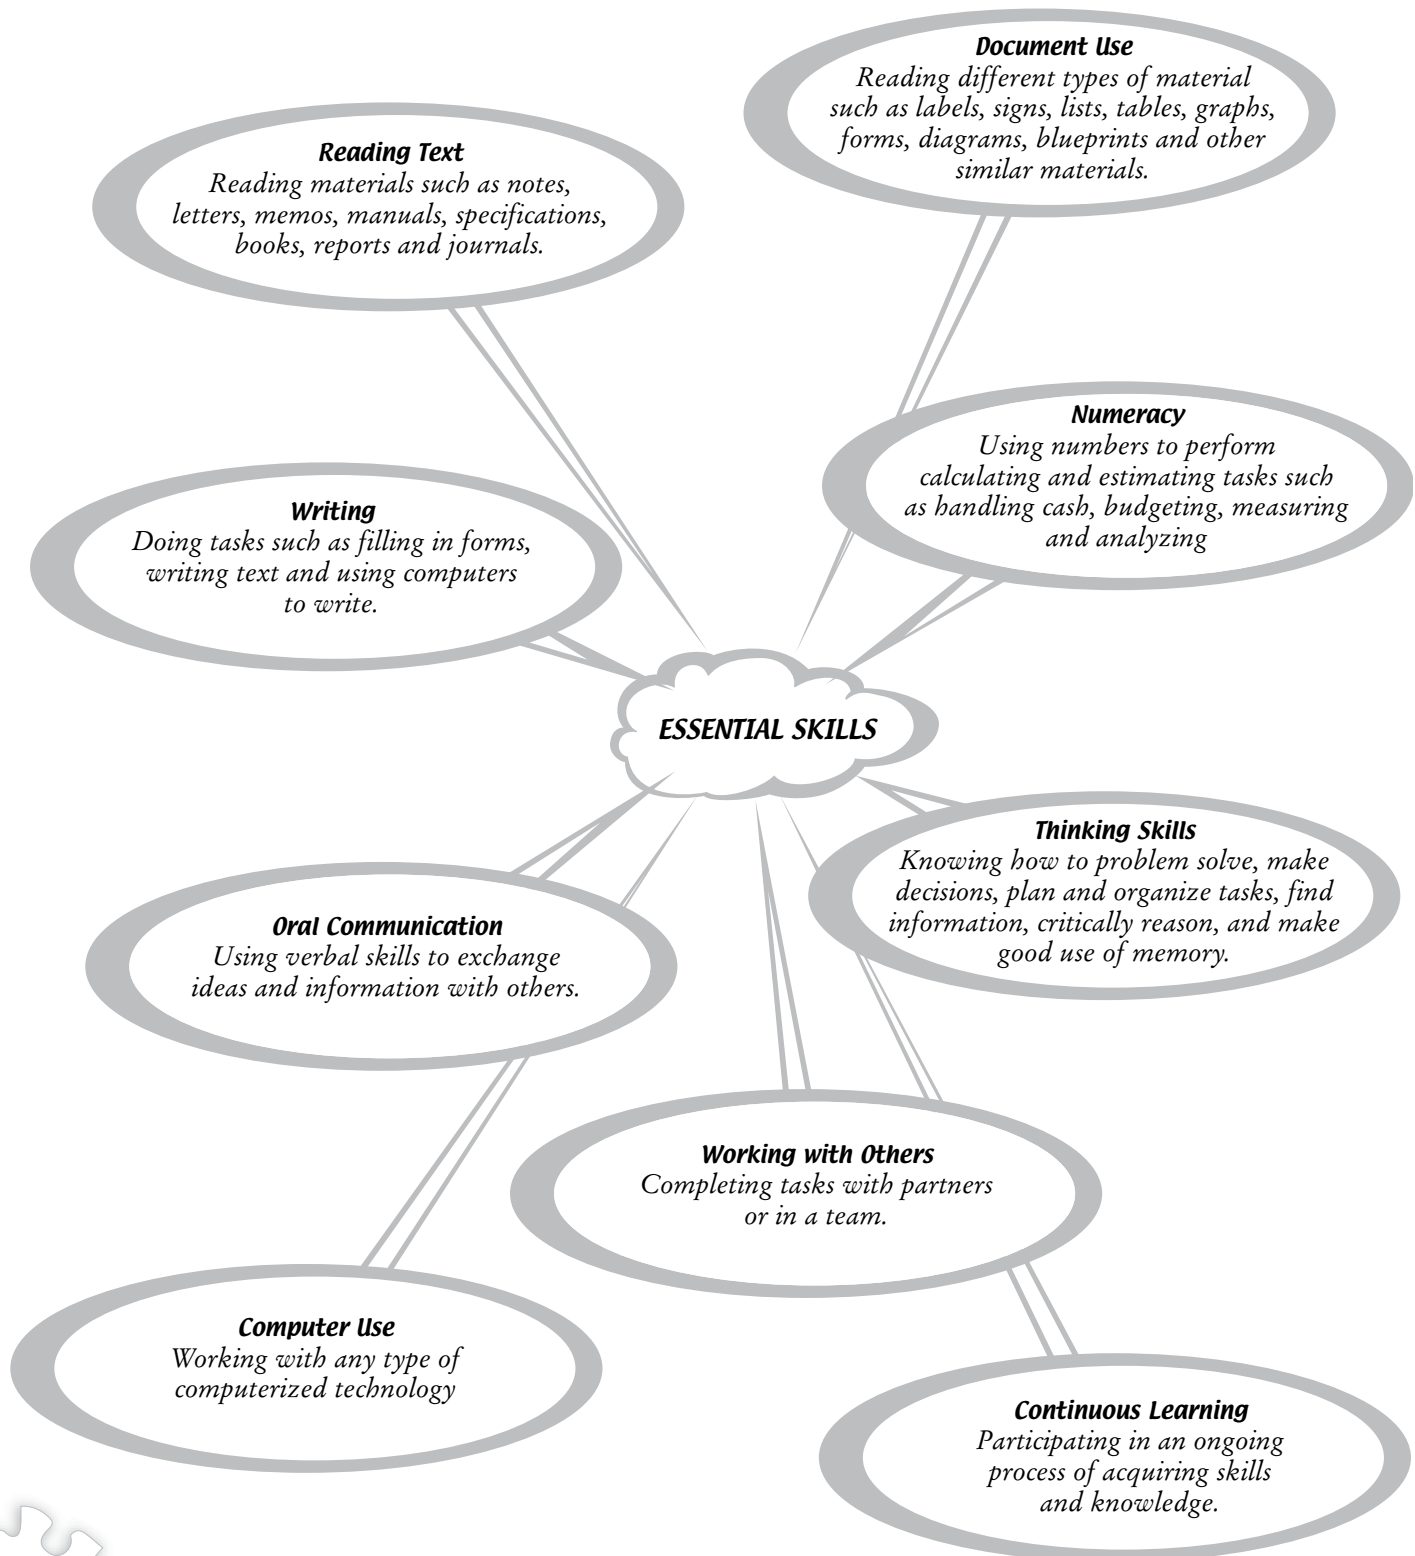 Document Use
Reading different types of material
such as labels, signs, lists, tables, graphs,
forms, diagrams, blueprints and other
similar materials.
Reading Text
Reading materials such as notes,
letters, memos, manuals, specifications,
books, reports and journals.
Numeracy
Using numbers to perform
calculating and estimating tasks such
as handling cash, budgeting, measuring
and analyzing
Writing
Doing tasks such as filling in forms,
writing text and using computers
to write.
ESSENTIAL SKILLS
Thinking Skills
Knowing how to problem solve, make
decisions, plan and organize tasks, find
information, critically reason, and make
good use of memory.
Oral Communication
Using verbal skills to exchange
ideas and information with others.
Working with Others
Completing tasks with partners
or in a team.
Computer Use
Working with any type of
computerized technology
Continuous Learning
Participating in an ongoing
process of acquiring skills
and knowledge.